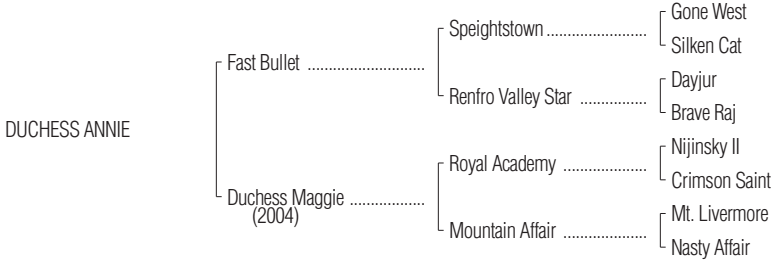 Gone West
Speightstown ........................
Silken Cat
Fast Bullet ............................
Dayjur
Renfro Valley Star ................
Brave Raj
DUCHESS ANNIE
Nijinsky II
Royal Academy ....................
Crimson Saint
Duchess Maggie ..................
(2004)
Mt. Livermore
Mountain Affair ....................
Nasty Affair